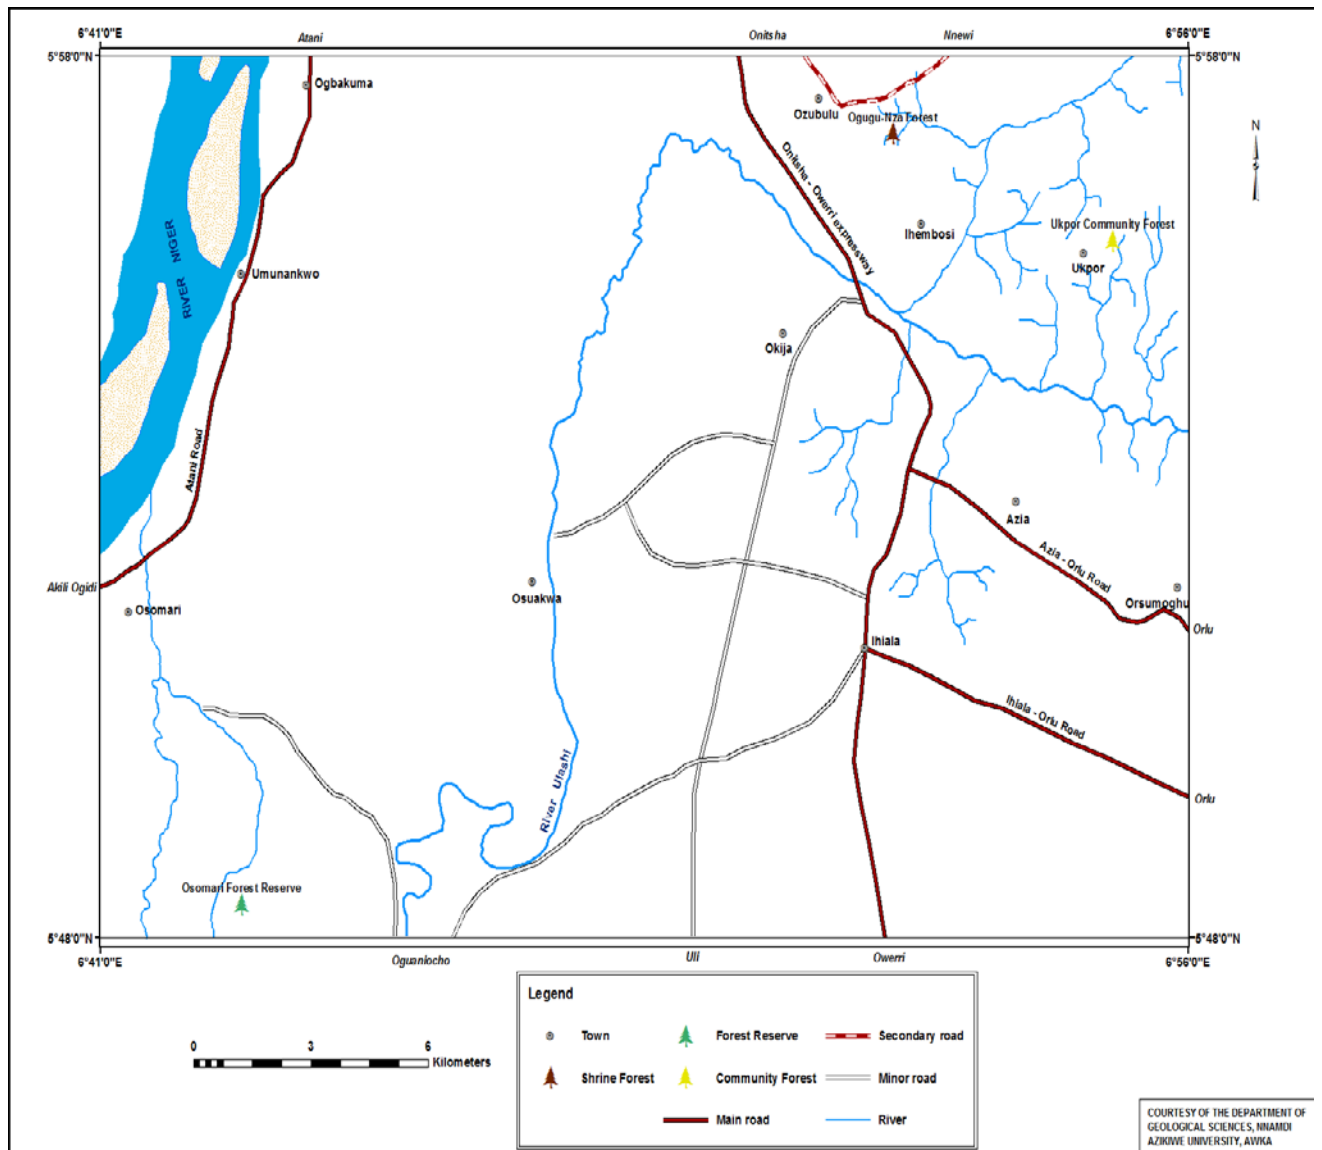 6°41'0"E
6°56'0"E
Atani
Onitsha
Nnewi
5°58'0"N
5°58'0"N
Ogbakuma
Ozubulu
Ogugu-Nza Forest
N
Onitsha - Owerri expressway
RIVER NIGER
Ihembosi
Ukpor Community Forest
Ukpor
Umunankwo
Okija
Atani Road
Azia
Azia - Orlu Road
Akili Ogidi
Osuakwa
Orsumoghu
Osomari
Orlu
Ihiala
Ihiala - Orlu Road
River Ulashi
Orlu
Osomari Forest Reserve
5°48'0"N
5°48'0"N
6°41'0"E
Oguaniocho
Uli
Owerri
6°56'0"E
Legend
Town
Forest Reserve
Secondary road
0 3 6
Kilometers
Shrine Forest
Community Forest
Minor road
Main road
River
COURTESY OF THE DEPARTMENT OF
GEOLOGICAL SCIENCES, NNAMDI
AZIKIWE UNIVERSITY, AWKA